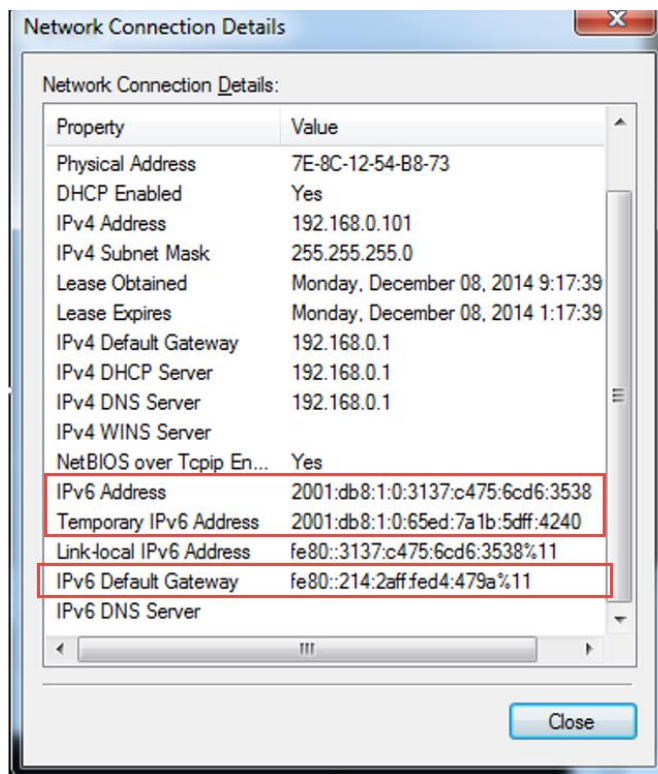 Network Connection Details
Network Connection Details:
Property Value
Physical Address 7E-8C-12-54-B8-73
DHCP Enabled Yes
IPv4 Address 192.168.0.101
IPv4 Subnet Mask 255.255.255.0
Lease Obtained Monday, December 08, 2014 9:17:39
Lease Expires Monday, December 08, 2014 1:17:39
IPv4 Default Gateway 192.168.0.1
IPv4 DHCP Server 192.168.0.1
IPv4 DNS Server 192.168.0.1
IPv4 WINS Server
NetBIOS over Tcpip En... Yes
IPv6 Address 2001:db8:1:0:3137:c475:6cd6:3538
Temporary IPv6 Address 2001:db8:1:0:65ed:7a1b:5dff:4240
Link-local IPv6 Address fe80::3137:c475:6cd6:3538%11
IPv6 Default Gateway fe80::214:2aff:fed4:479a%11
IPv6 DNS Server
Close